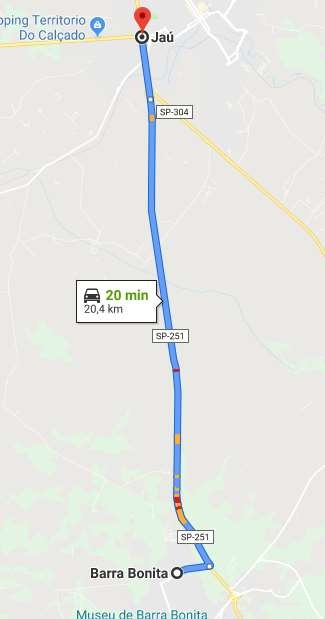 pping Territorio
Do Calçado
Jaú
SP-304
20 min
20,4 km
SP-251
SP-251
Barra Bonita
Museu de Barra Bonita